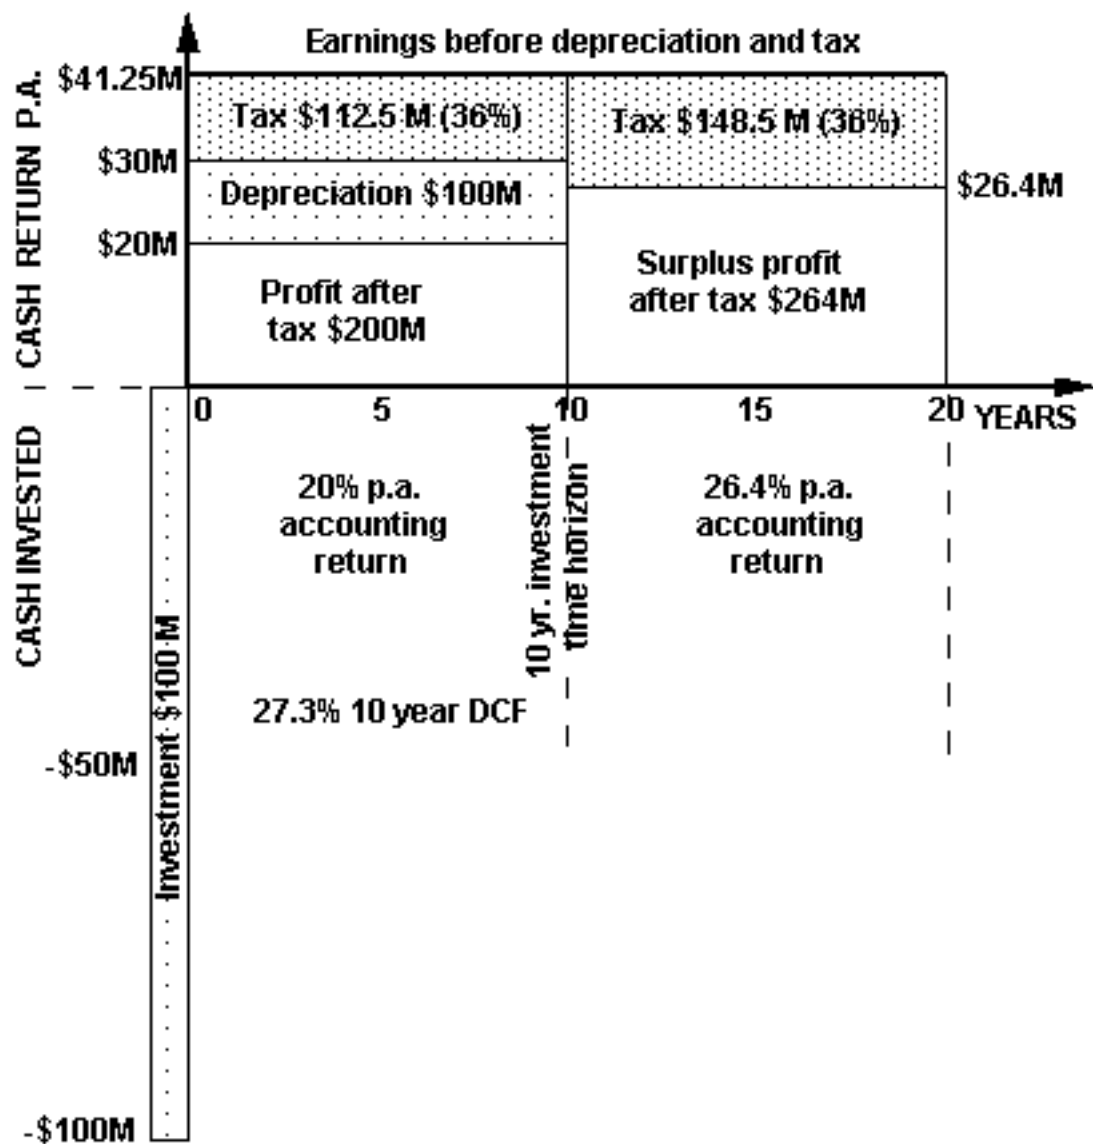 Earnings before depreciation and tax
CASH RETURN P.A.
$41.25M
$30M
$20M
Tax $112.5 M (36%)
Tax $148.5 M (36%)
Depreciation $100M
$26.4M
Profit after
tax $200M
Surplus profit
after tax $264M
0
5
10
15
20
YEARS
CASH INVESTED
Investment $100 M
20% p.a.
accounting
return
10 yr. investment
time horizon
26.4% p.a.
accounting
return
27.3% 10 year DCF
-$50M
-$100M